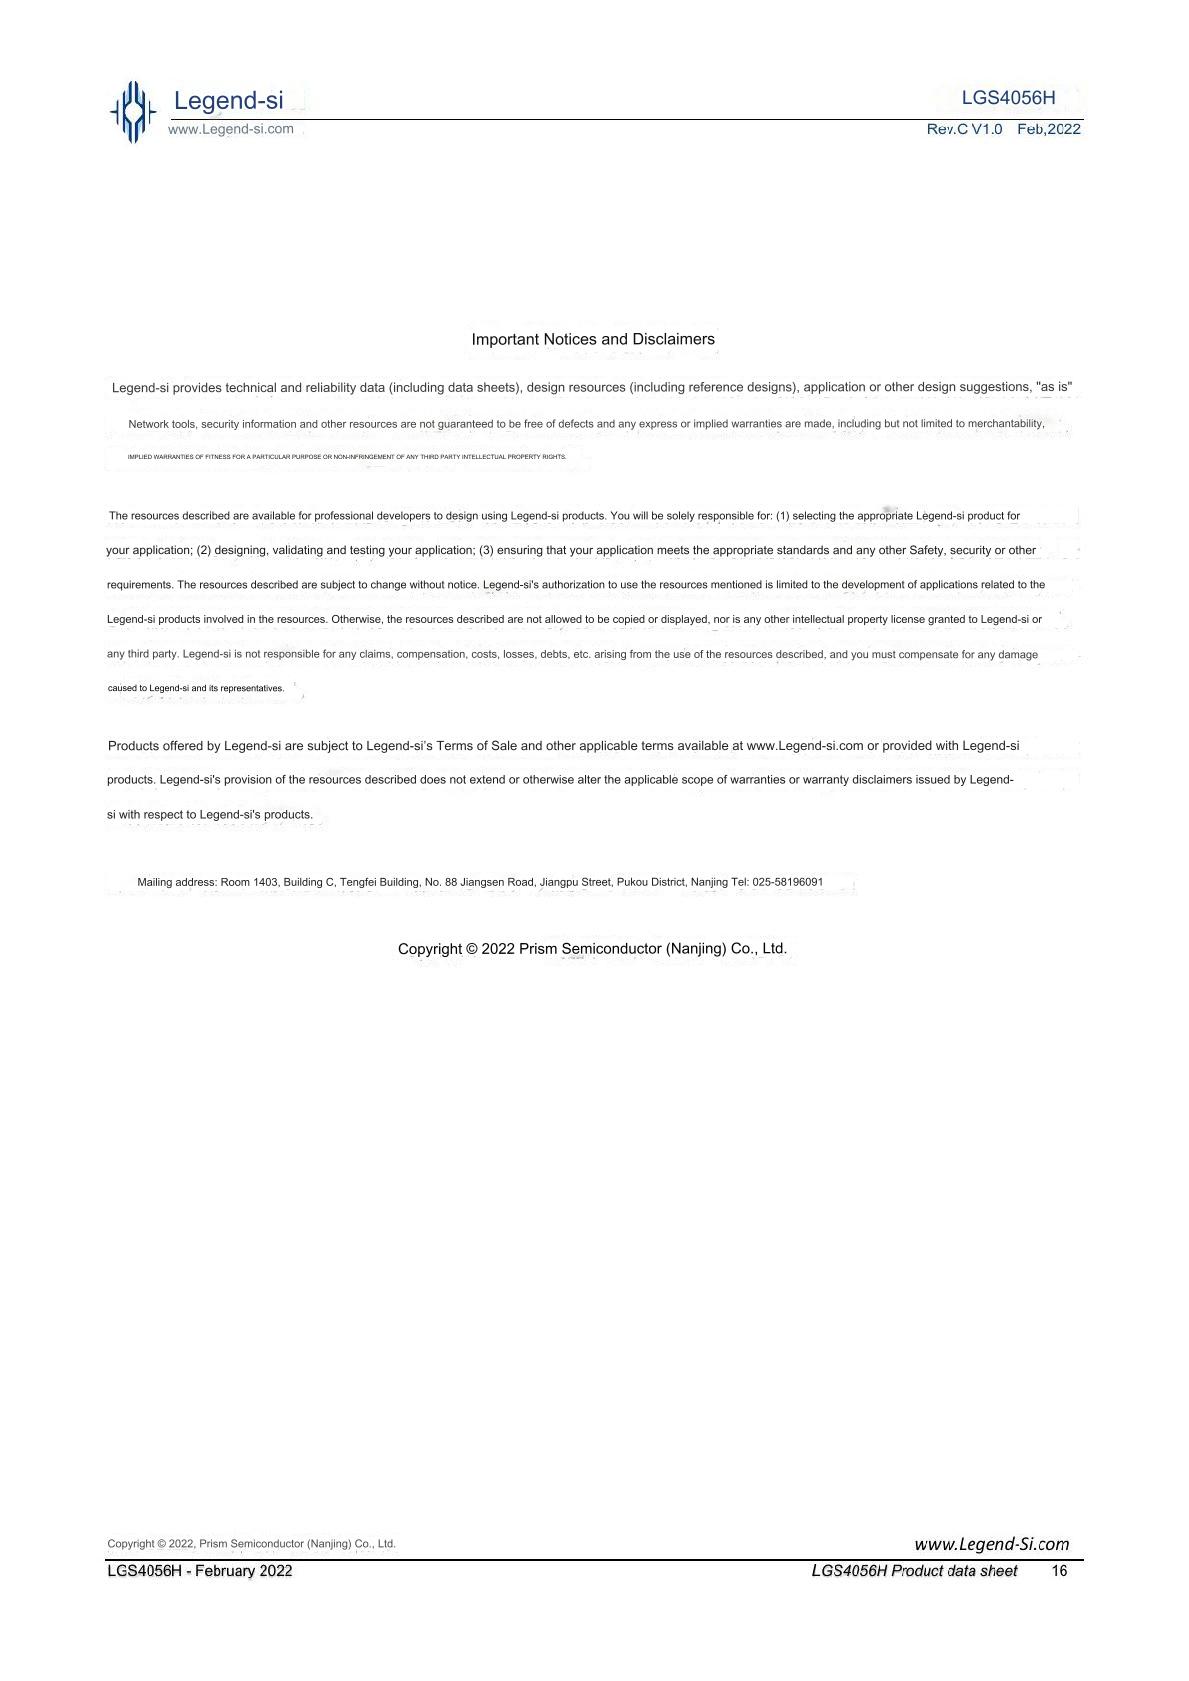 Legend-si
LGS4056H
www.Legend-si.com
Rev.C V1.0 Feb,2022
Important Notices and Disclaimers
Legend-si provides technical and reliability data (including data sheets), design resources (including reference designs), application or other design suggestions, "as is"
Network tools, security information and other resources are not guaranteed to be free of defects and any express or implied warranties are made, including but not limited to merchantability,
IMPLIED WARRANTIES OF FITNESS FOR A PARTICULAR PURPOSE OR NON-INFRINGEMENT OF ANY THIRD PARTY INTELLECTUAL PROPERTY RIGHTS.
The resources described are available for professional developers to design using Legend-si products. You will be solely responsible for: (1) selecting the appropriate Legend-si product for
your application; (2) designing, validating and testing your application; (3) ensuring that your application meets the appropriate standards and any other Safety, security or other
requirements. The resources described are subject to change without notice. Legend-si's authorization to use the resources mentioned is limited to the development of applications related to the
Legend-si products involved in the resources. Otherwise, the resources described are not allowed to be copied or displayed, nor is any other intellectual property license granted to Legend-si or
any third party. Legend-si is not responsible for any claims, compensation, costs, losses, debts, etc. arising from the use of the resources described, and you must compensate for any damage
caused to Legend-si and its representatives.
Products offered by Legend-si are subject to Legend-si's Terms of Sale and other applicable terms available at www.Legend-si.com or provided with Legend-si
products. Legend-si's provision of the resources described does not extend or otherwise alter the applicable scope of warranties or warranty disclaimers issued by Legend-
si with respect to Legend-si's products.
Mailing address: Room 1403, Building C, Tengfei Building, No. 88 Jiangsen Road, Jiangpu Street, Pukou District, Nanjing Tel: 025-58196091
Copyright © 2022 Prism Semiconductor (Nanjing) Co., Ltd.
Copyright © 2022, Prism Semiconductor (Nanjing) Co., Ltd.
www.Legend-Si.com
LGS4056H - February 2022
LGS4056H Product data sheet 16